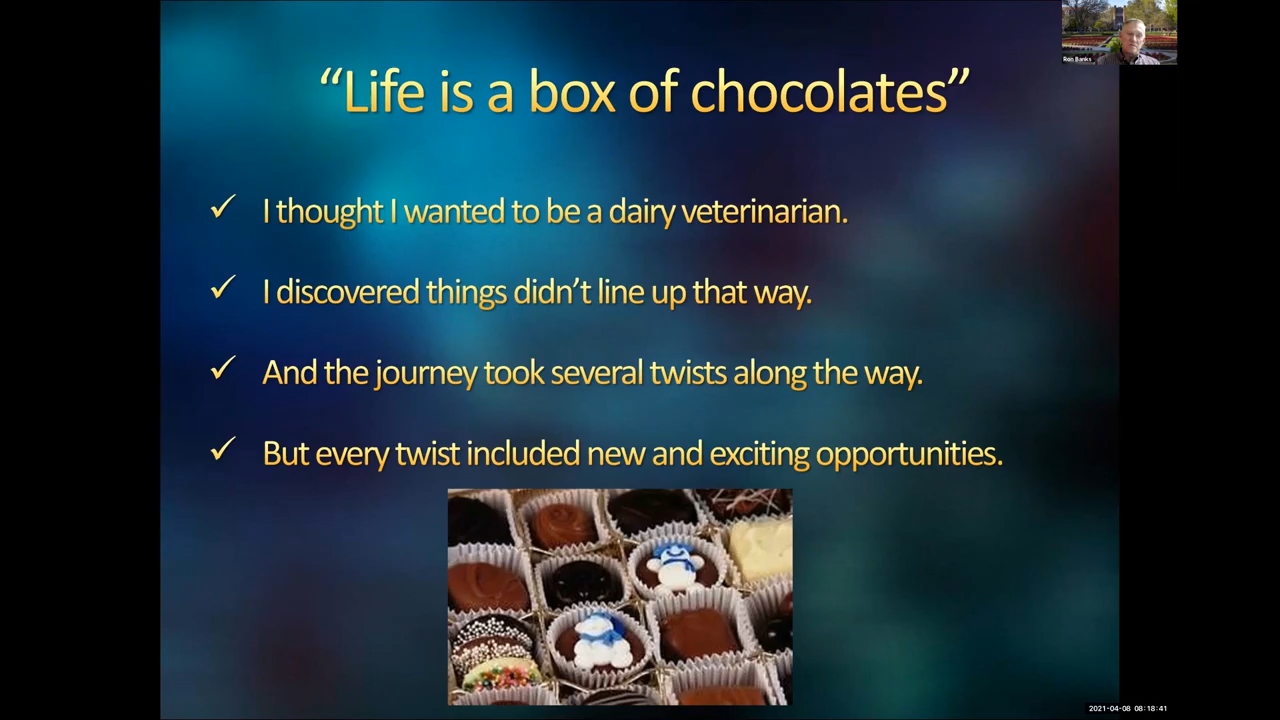 Ron Banks
“Life is a box of chocolates”
✓ I thought I wanted to be a dairy veterinarian.
✓ I discovered things didn’t line up that way.
✓ And the journey took several twists along the way.
✓ But every twist included new and exciting opportunities.
2021-04-08 08:18:41